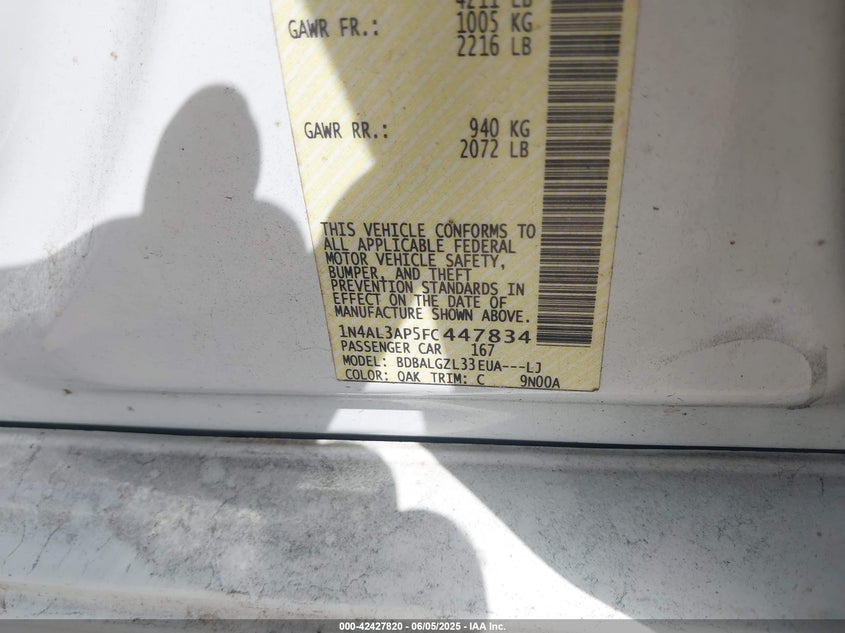 4211 LB
GAWR FR.: 1005 KG
2216 LB
GAWR RR.: 940 KG
2072 LB
THIS VEHICLE CONFORMS TO
ALL APPLICABLE FEDERAL
MOTOR VEHICLE SAFETY,
BUMPER, AND THEFT
PREVENTION STANDARDS IN
EFFECT ON THE DATE OF
MANUFACTURE SHOWN ABOVE.
1N4AL3AP5FC447834
PASSENGER CAR 167
MODEL: BDBALGZL33EUA---LJ
COLOR: QAK TRIM: C 9N00A
000-42427820 - 06/05/2025 - IAA Inc.